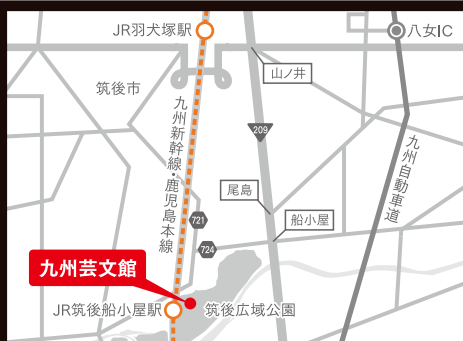 JR羽犬塚駅
八女IC
山ノ井
筑後市
九州新幹線・鹿児島本線
209
九州自動車道
尾島
721
船小屋
724
九州芸文館
JR筑後船小屋駅
筑後広域公園